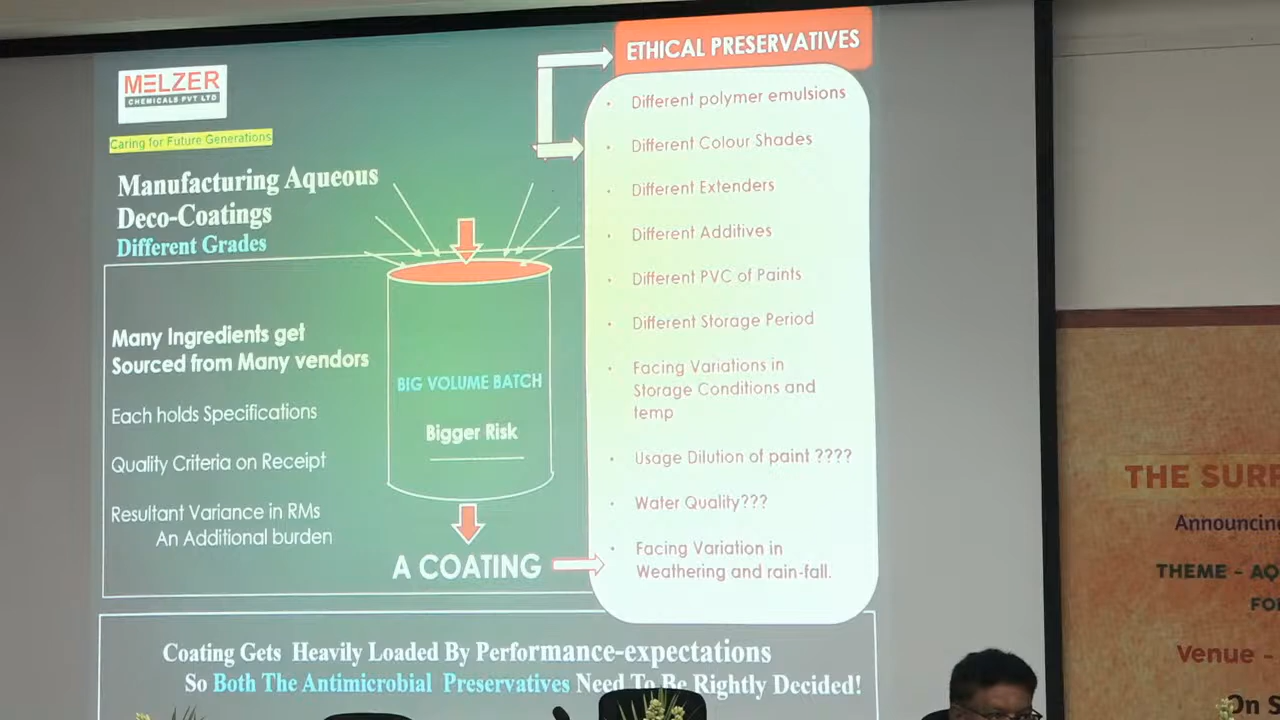 MELZER
CHEMICALS PVT LTD
Caring for Future Generations
Manufacturing Aqueous
Deco-Coatings
Different Grades
Many Ingredients get
Sourced from Many vendors
Each holds Specifications
Quality Criteria on Receipt
Resultant Variance in RMs
An Additional burden
BIG VOLUME BATCH
Bigger Risk
A COATING
ETHICAL PRESERVATIVES
• Different polymer emulsions
• Different Colour Shades
• Different Extenders
• Different Additives
• Different PVC of Paints
• Different Storage Period
• Facing Variations in
Storage Conditions and
temp
• Usage Dilution of paint ????
• Water Quality???
• Facing Variation in
Weathering and rain-fall.
Coating Gets Heavily Loaded By Performance-expectations
So Both The Antimicrobial Preservatives Need To Be Rightly Decided!
THE SUR
Announcin
THEME - AQ
FO
Venue -
On S